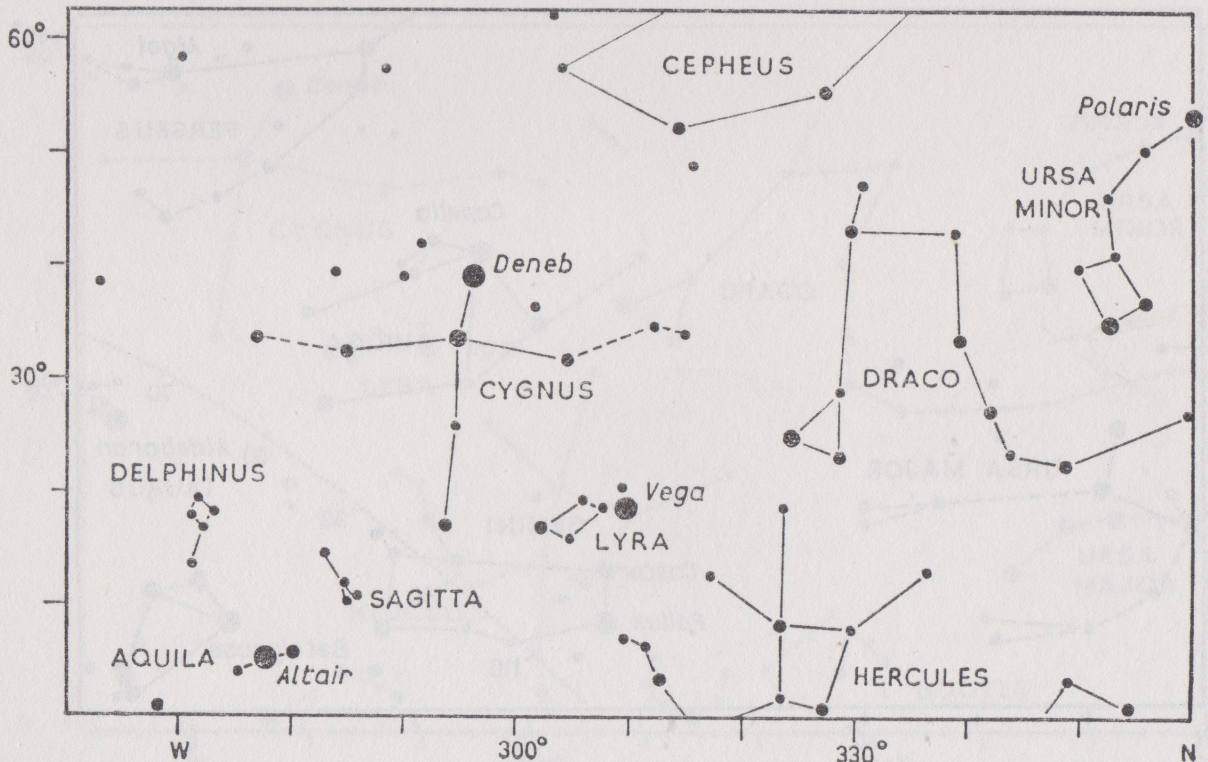 60°
CEPHEUS
Polaris
URSA
MINOR
Deneb
30°
CYGNUS
DRACO
DELPHINUS
Vega
LYRA
SAGITTA
AQUILA
Altair
HERCULES
W
300°
330°
N